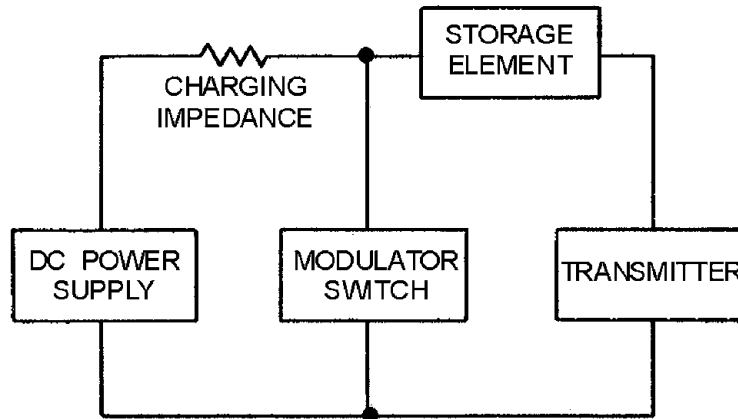 STORAGE
ELEMENT
CHARGING
IMPEDANCE
DC POWER
SUPPLY
MODULATOR
SWITCH
TRANSMITTER